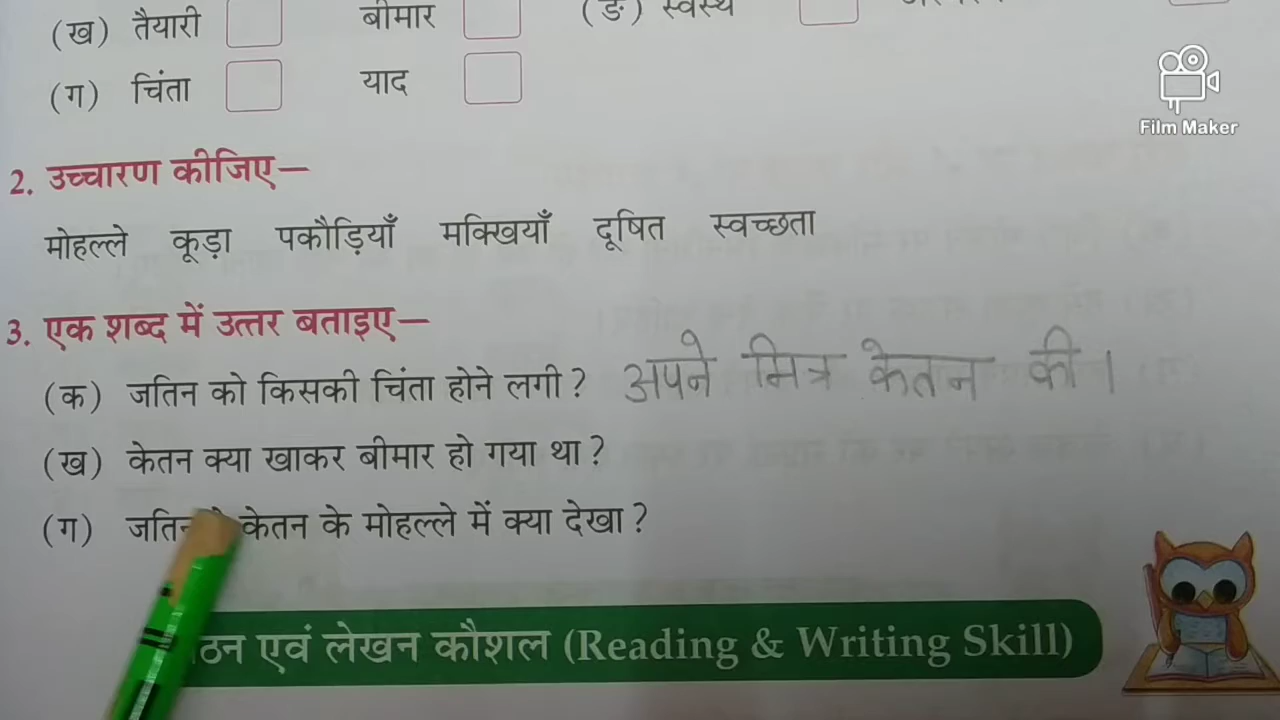 (ख) तैयारी बीमार (ङ) स्वस्थ
(ग) चिंता याद
Film Maker
2. उच्चारण कीजिए—
मोहल्ले कूड़ा पकौड़ियाँ मक्खियाँ दूषित स्वच्छता
3. एक शब्द में उत्तर बताइए—
(क) जतिन को किसकी चिंता होने लगी? अपने मित्र केतन की।
(ख) केतन क्या खाकर बीमार हो गया था?
(ग) जतिन केतन के मोहल्ले में क्या देखा?
एवं लेखन कौशल (Reading & Writing Skill)